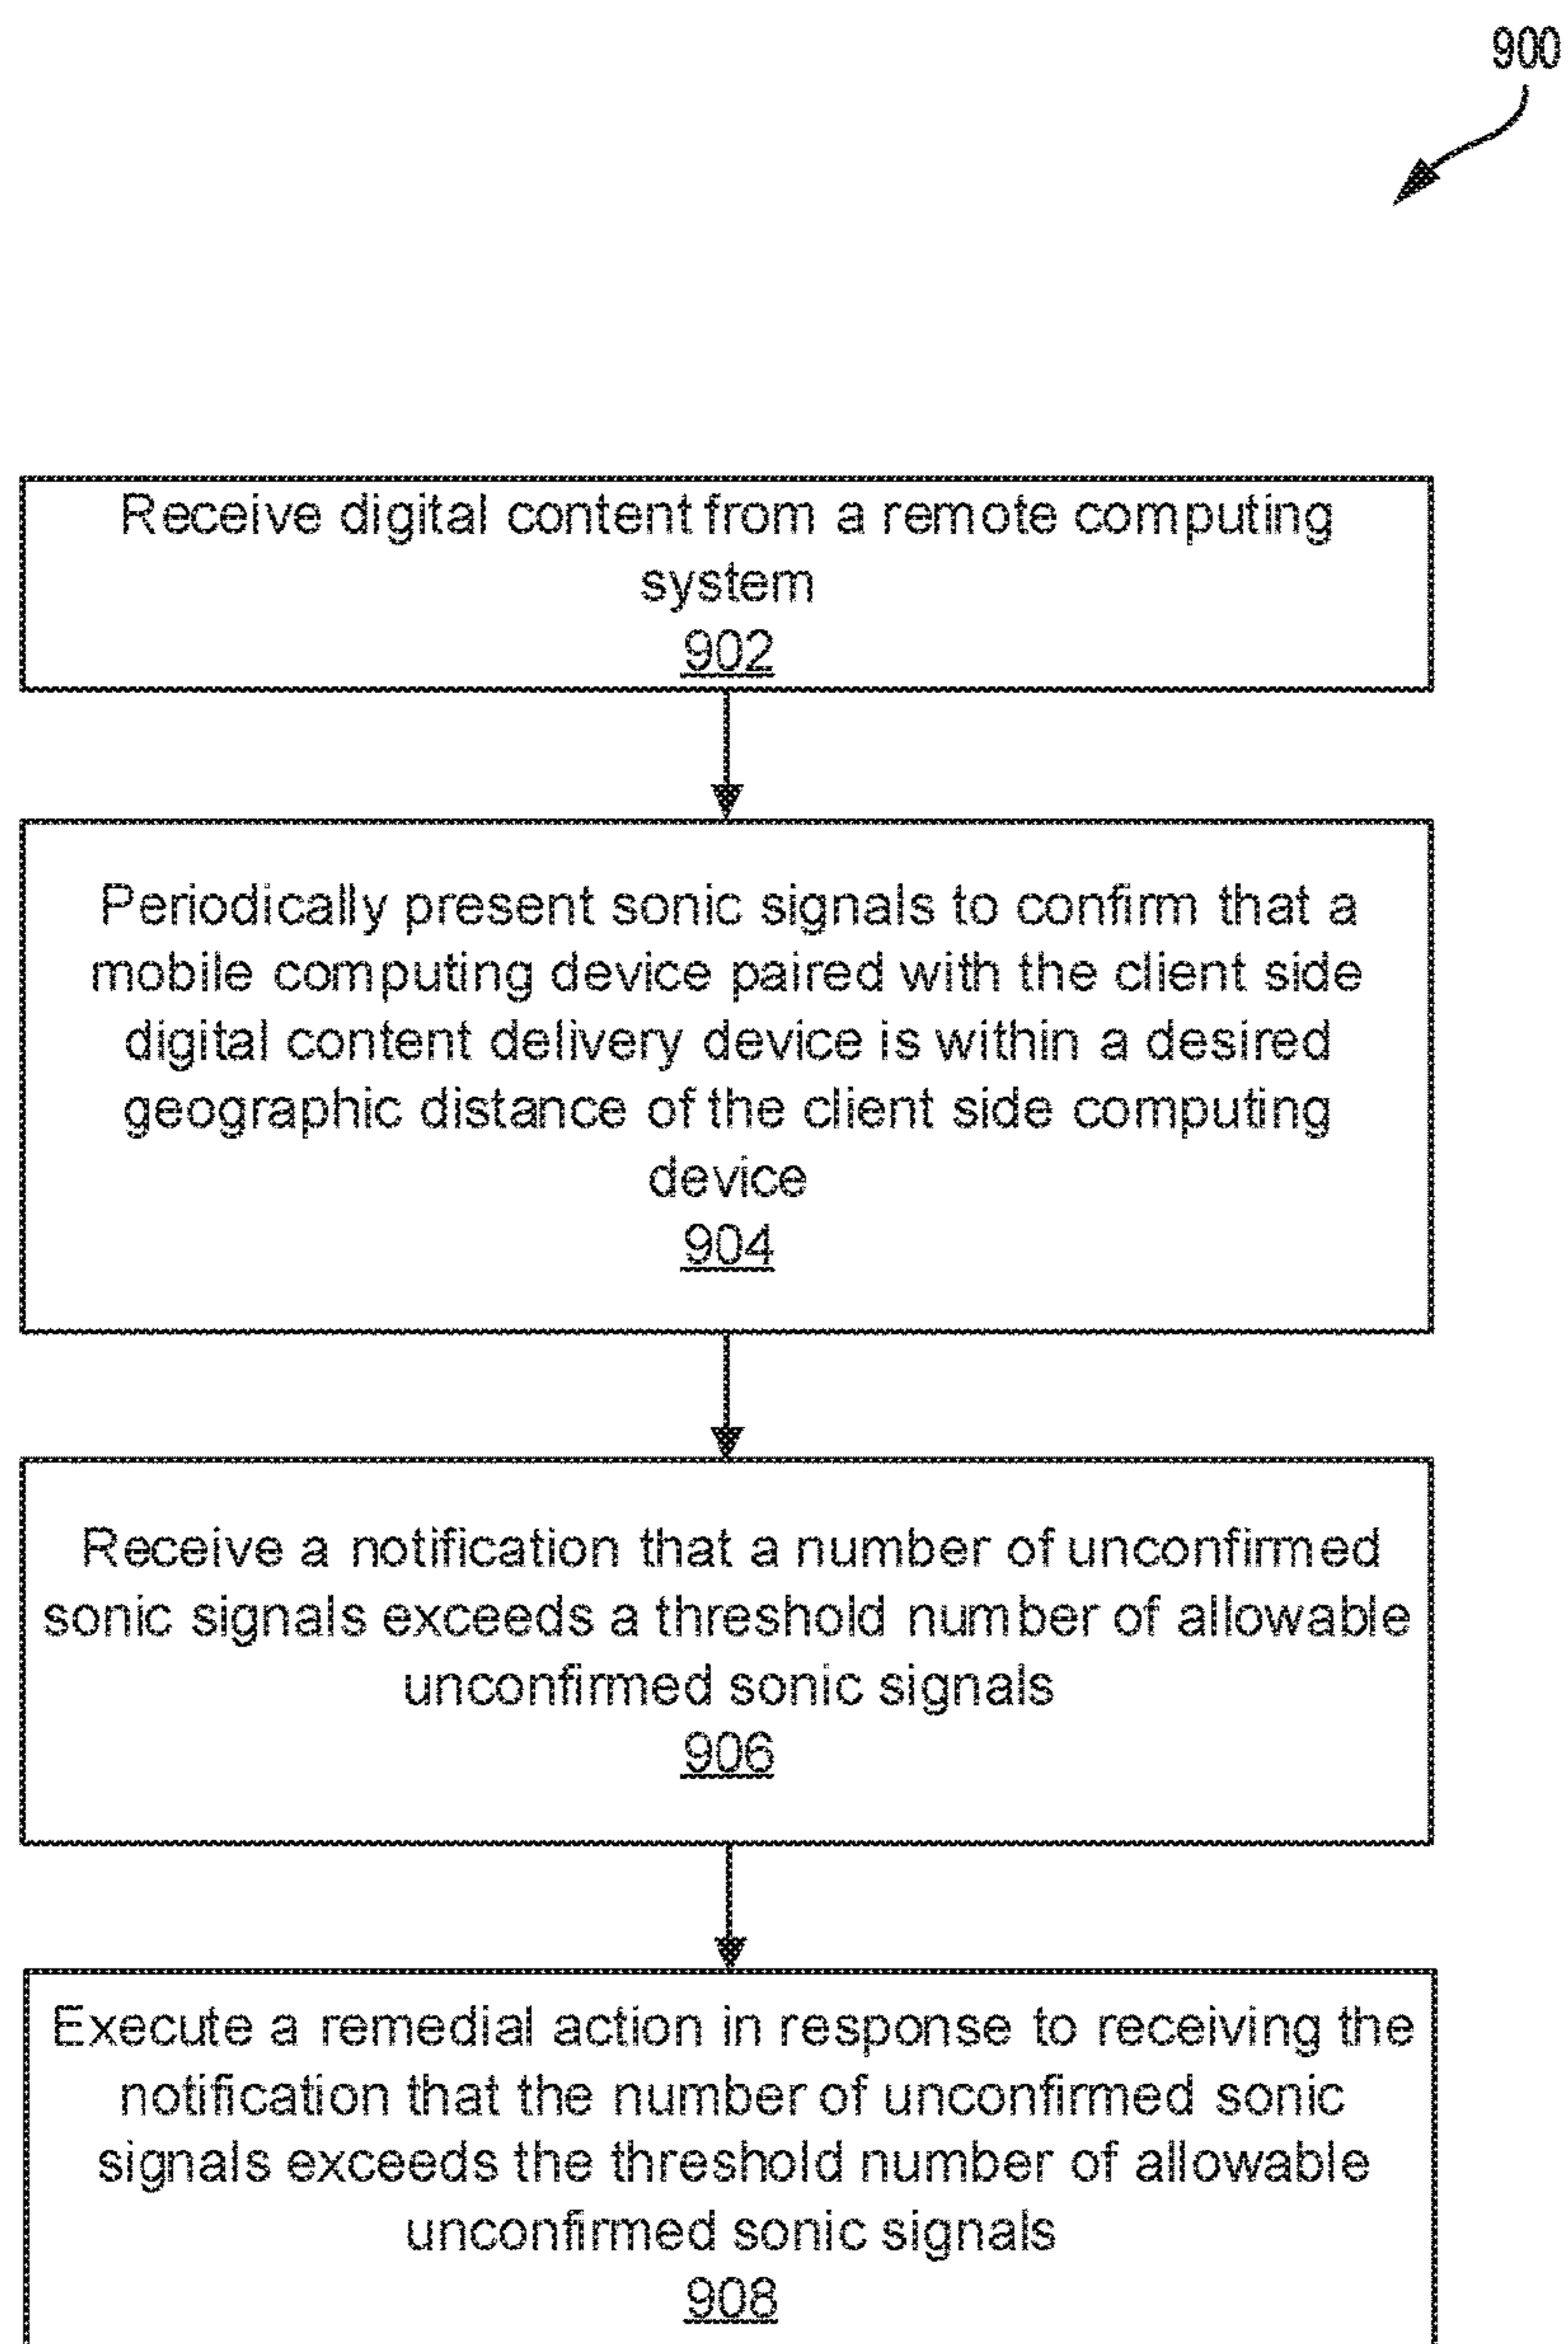 900
Receive digital content from a remote computing
system
902
Periodically present sonic signals to confirm that a
mobile computing device paired with the client side
digital content delivery device is within a desired
geographic distance of the client side computing
device
904
Receive a notification that a number of unconfirmed
sonic signals exceeds a threshold number of allowable
unconfirmed sonic signals
906
Execute a remedial action in response to receiving the
notification that the number of unconfirmed sonic
signals exceeds the threshold number of allowable
unconfirmed sonic signals
908